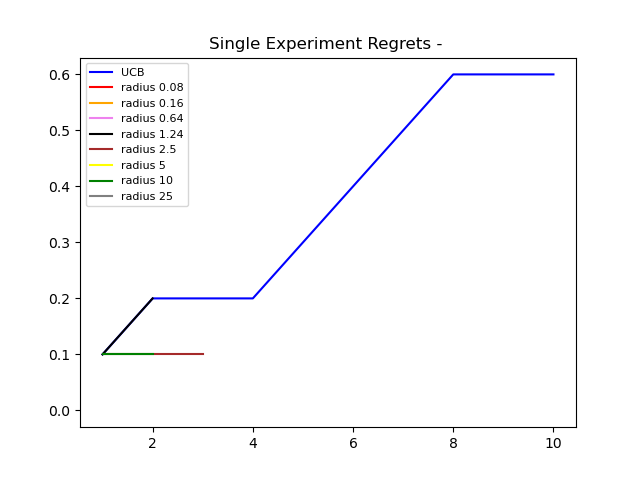 Single Experiment Regrets -
UCB
radius 0.08
radius 0.16
radius 0.64
radius 1.24
radius 2.5
radius 5
radius 10
radius 25
0.6
0.5
0.4
0.3
0.2
0.1
0.0
2 4 6 8 10